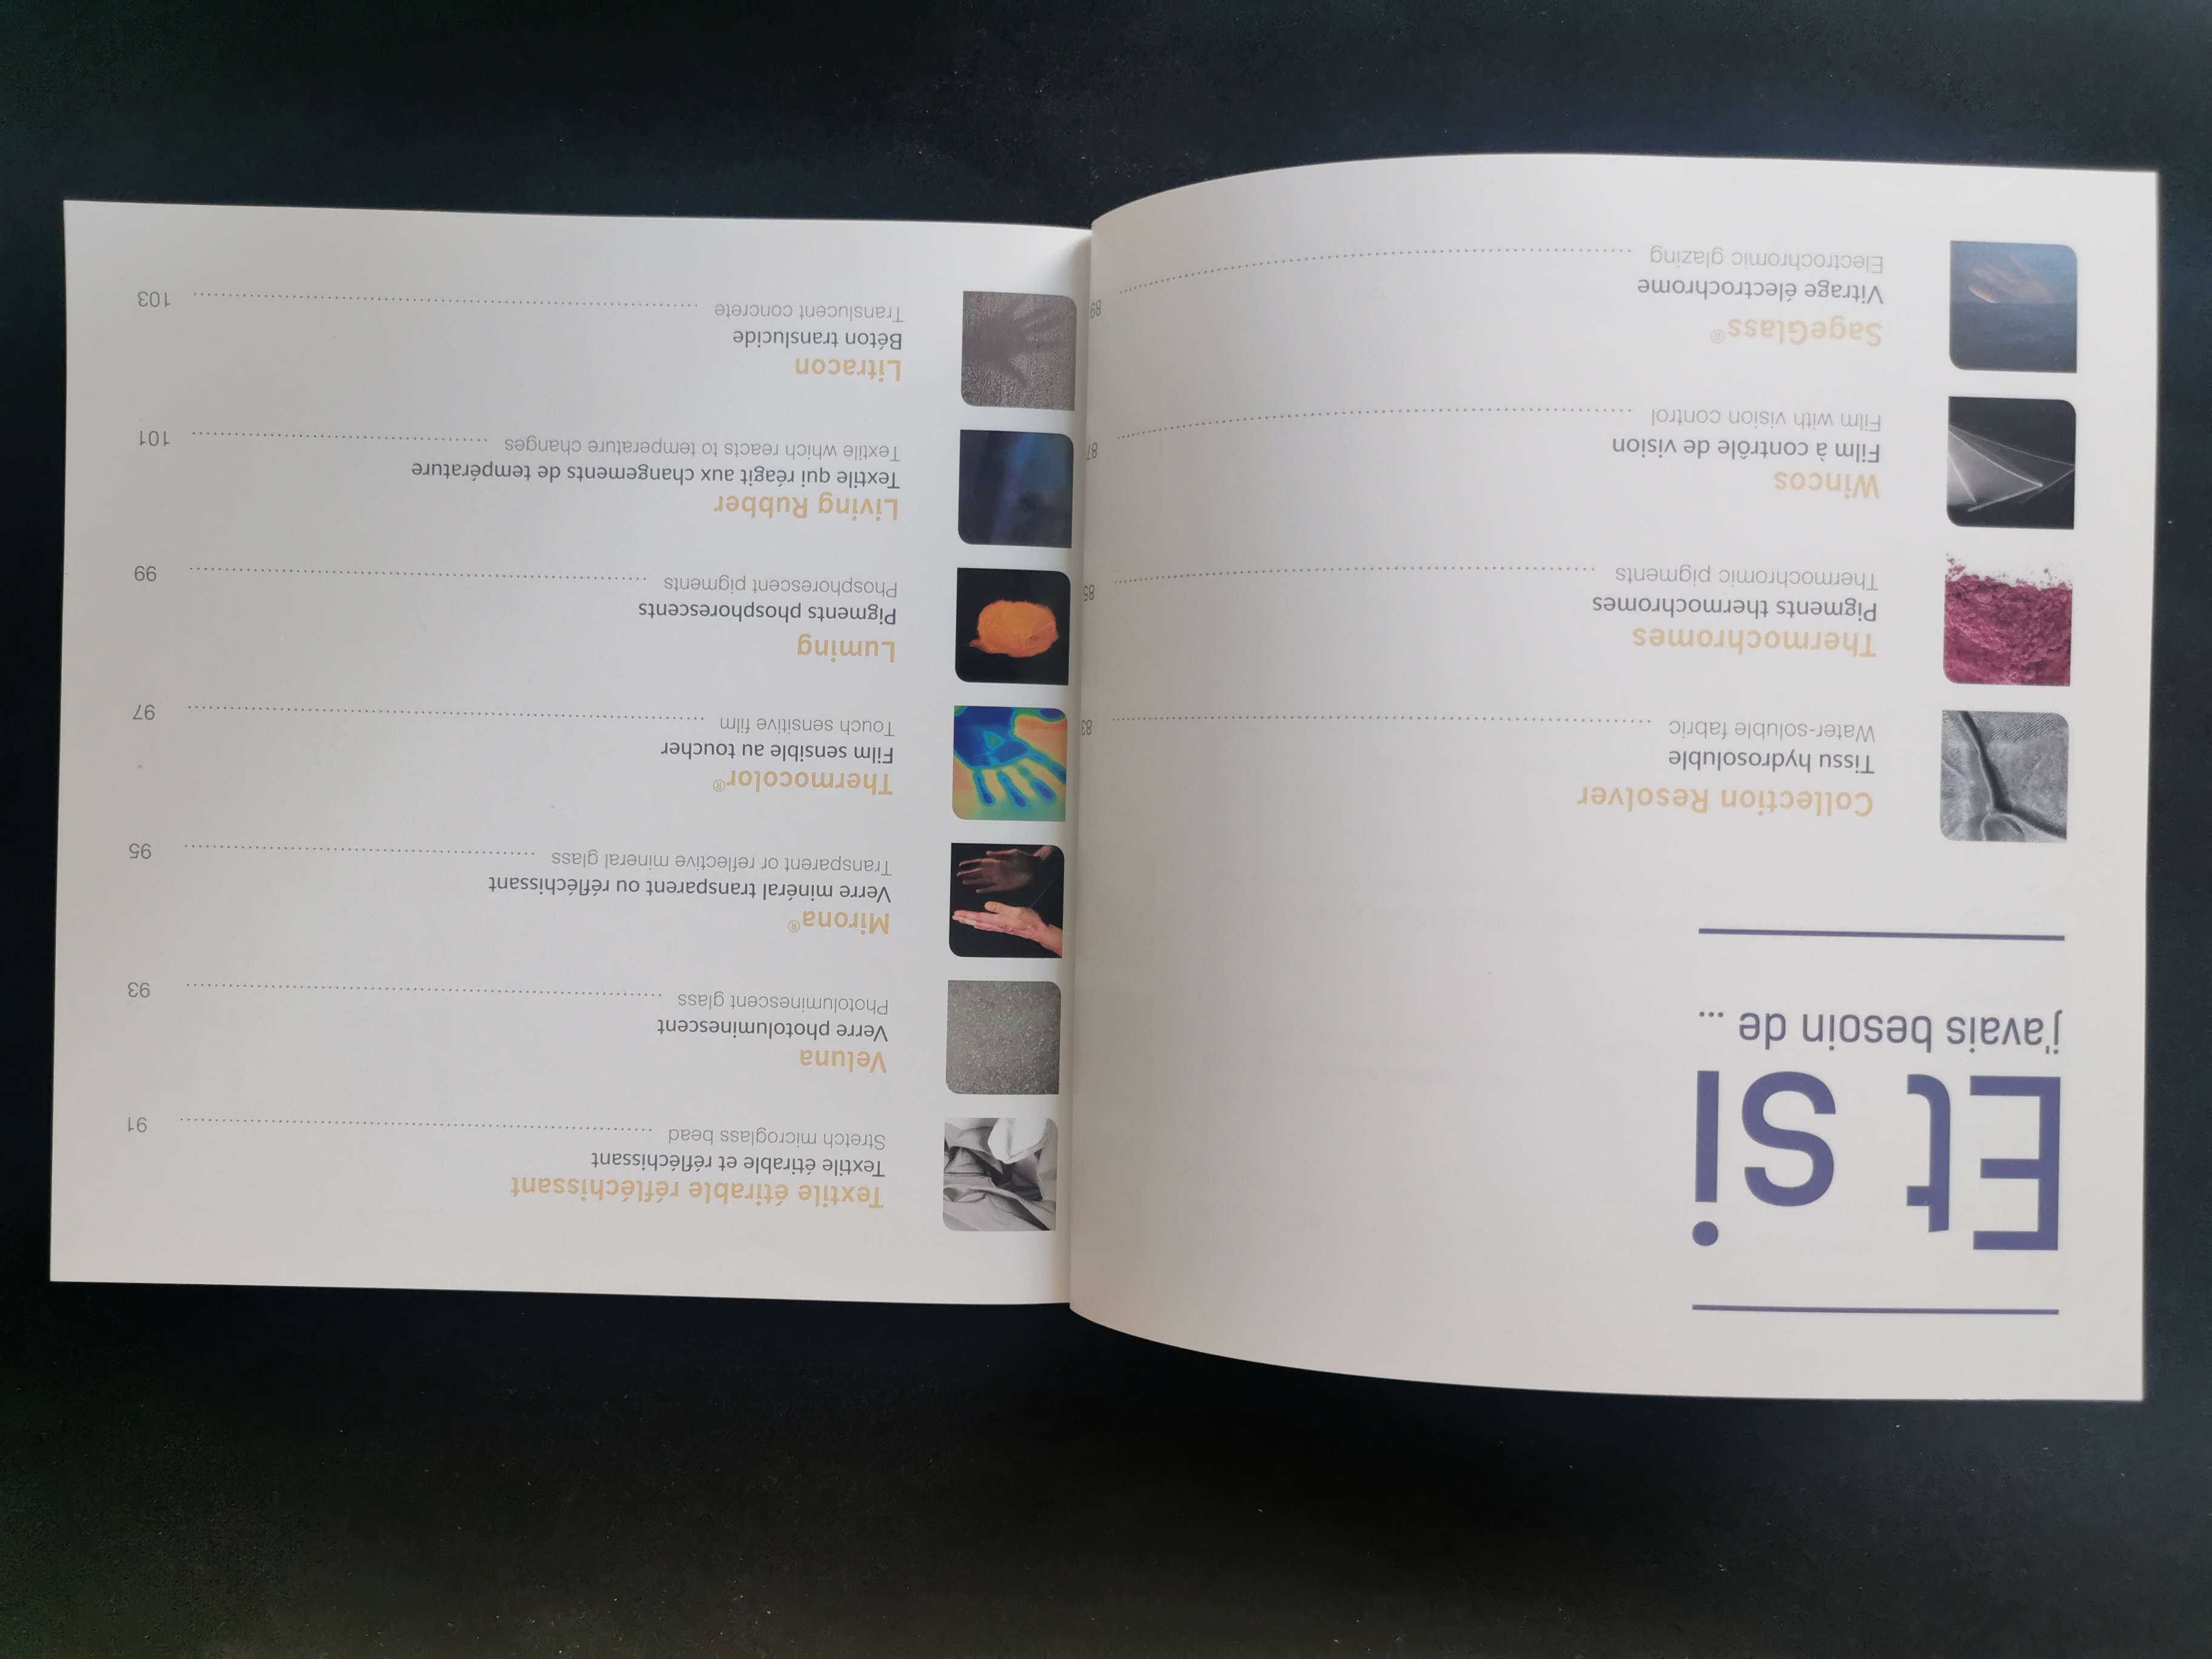 Et si
j'avais besoin de ...
Collection Resolver
Tissu hydrosoluble
Water-soluble fabric ........ 83
Thermochromes
Pigments thermochromes
Thermochromic pigments ........ 85
Wincos
Film à contrôle de vision
Film with vision control ........ 87
SageGlass®
Vitrage électrochrome
Electrochromic glazing ........ 89
Textile étirable réfléchissant
Textile étirable et réfléchissant
Stretch microglass bead ........ 91
Veluna
Verre photoluminescent
Photoluminescent glass ........ 93
Mirona®
Verre minéral transparent ou réfléchissant
Transparent or reflective mineral glass ........ 95
Thermocolor®
Film sensible au toucher
Touch sensitive film ........ 97
Luming
Pigments phosphorescents
Phosphorescent pigments ........ 99
Living Rubber
Textile qui réagit aux changements de température
Textile which reacts to temperature changes ........ 101
Litracon
Béton translucide
Translucent concrete ........ 103